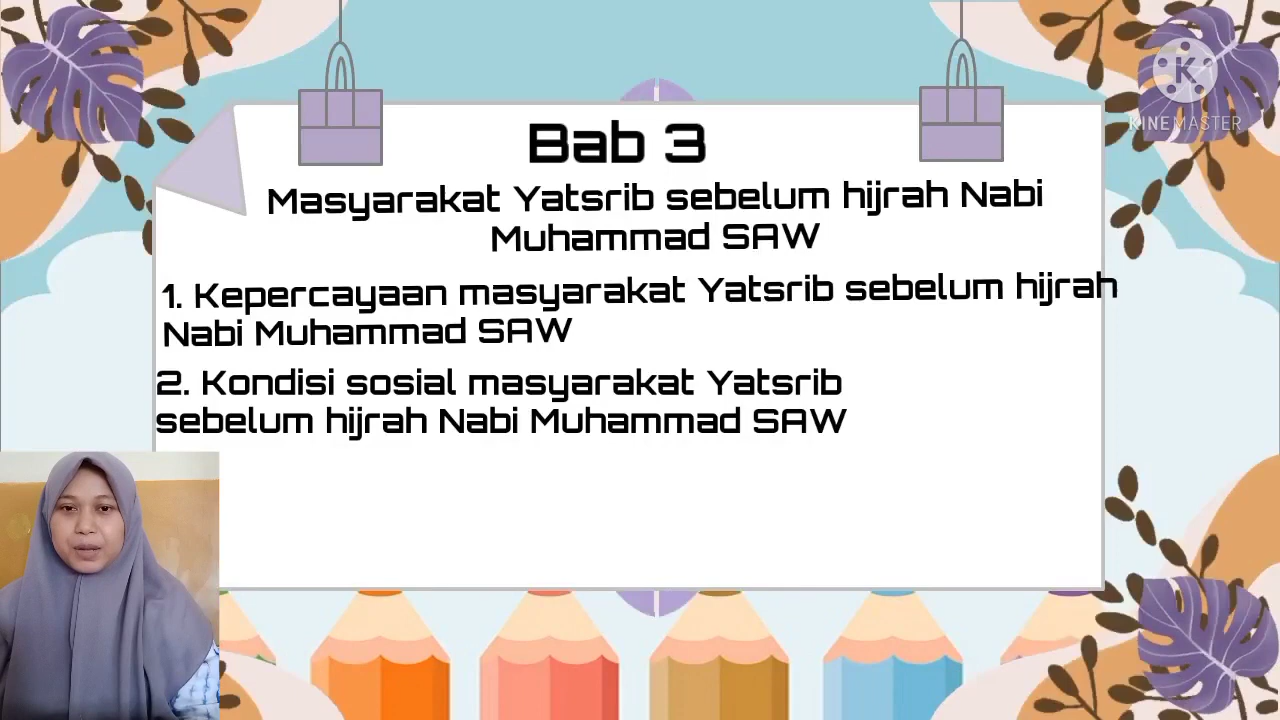 K
KINEMASTER
Bab 3
Masyarakat Yatsrib sebelum hijrah Nabi
Muhammad SAW
1. Kepercayaan masyarakat Yatsrib sebelum hijrah
Nabi Muhammad SAW
2. Kondisi sosial masyarakat Yatsrib
sebelum hijrah Nabi Muhammad SAW